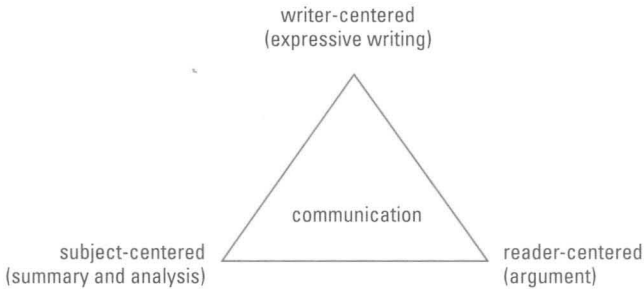 writer-centered
(expressive writing)
communication
subject-centered
(summary and analysis)
reader-centered
(argument)